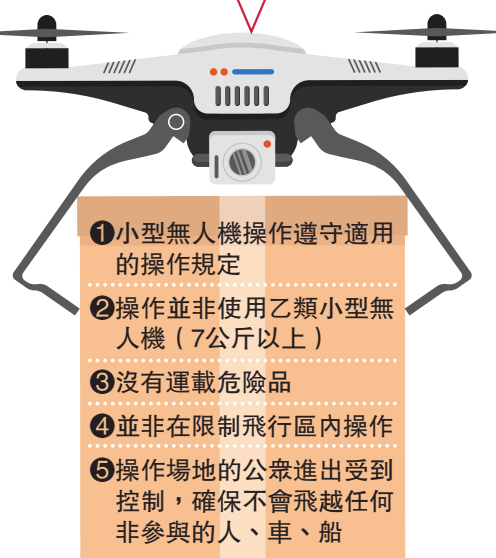 ❶小型無人機操作遵守適用
的操作規定
❷操作並非使用乙類小型無
人機（7公斤以上）
❸沒有運載危險品
❹並非在限制飛行區內操作
❺操作場地的公衆進出受到
控制，確保不會飛越任何
非參與的人、車、船